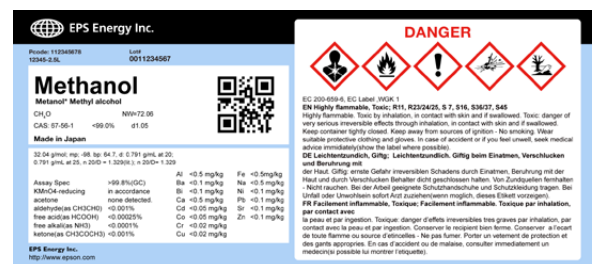 EPS Energy Inc.
Pcode: 112345678
Lot#
12345-2.5L
0011234567
Methanol
Metanol* Methyl alcohol
CH₂O NW=72.06
CAS: 67-56-1 <99.0% d1.05
Made in Japan
32.04 g/mol; mp; -98, bp: 64.7, d: 0.791 g/mL at 20;
0.791 g/mL at 25, n 20/D = 1.329(lit.); n 20/D= 1.329
Al <0.5 mg/kg Fe <0.5mg/kg
Assay Spec >99.8%(GC) Ba <0.1 mg/kg Na <0.5 mg/kg
KMnO4-reducing in accordance Bi <0.1 mg/kg Ni <0.1 mg/kg
acetone none detected. Ca <0.5 mg/kg Pb <0.1 mg/kg
aldehyde(as CH3CHO) <0.001% Cd <0.05 mg/kg Sr <0.1 mg/kg
free acid(as HCOOH) <0.00025% Co <0.05 mg/kg Zn <0.1 mg/kg
free alkali(as NH3) <0.0001% Cr <0.02 mg/kg
ketone(as CH3COCH3) <0.001% Cu <0.02 mg/kg
EPS Energy Inc.
http://www.epson.com
DANGER
EC 200-659-6, EC Label ,WGK 1
EN Highly flammable, Toxic; R11, R23/24/25, S 7, S16, S36/37, S45
Highly flammable. Toxic by inhalation, in contact with skin and if swallowed. Toxic: danger of
very serious irreversible effects through inhalation, in contact with skin and if swallowed.
Keep container tightly closed. Keep away from sources of ignition - No smoking. Wear
suitable protective clothing and gloves. In case of accident or if you feel unwell, seek medical
advice immediately(show the label where possible).
DE Leichtentzundlich, Giftig; Leichtentzundlich. Giftig beim Einatmen, Verschlucken
und Beruhrung mit
der Haut. Giftig: ernste Gefahr irreversiblen Schadens durch Einatmen, Beruhrung mit der
Haut und durch Verschlucken Behalter dicht geschlossen halten. Von Zundquellen fernhalten
- Nicht rauchen. Bei der Arbeit geeignete Schutzhandschuhe und Schutzkleidung tragen. Bei
Unfall oder Unwohlsein sofort Arzt zuziehen(wenn moglich, dieses Etikett vorzeigen).
FR Facilement inflammable, Toxique; Facilement inflammable. Toxique par inhalation,
par contact avec
la peau et par ingestion. Toxique: danger d'effets irreversibles tres graves par inhalation, par
contact avec la peau et par ingestion. Conserver le recipient bien ferme. Conserver a l'ecart
de toute flamme ou source d'etincelles - Ne pas fumer. Porter un vetement de protection et
des gants appropries. En cas d'accident ou de malaise, consulter immediatement un
medecin(si possible lui montrer l'etiquette).